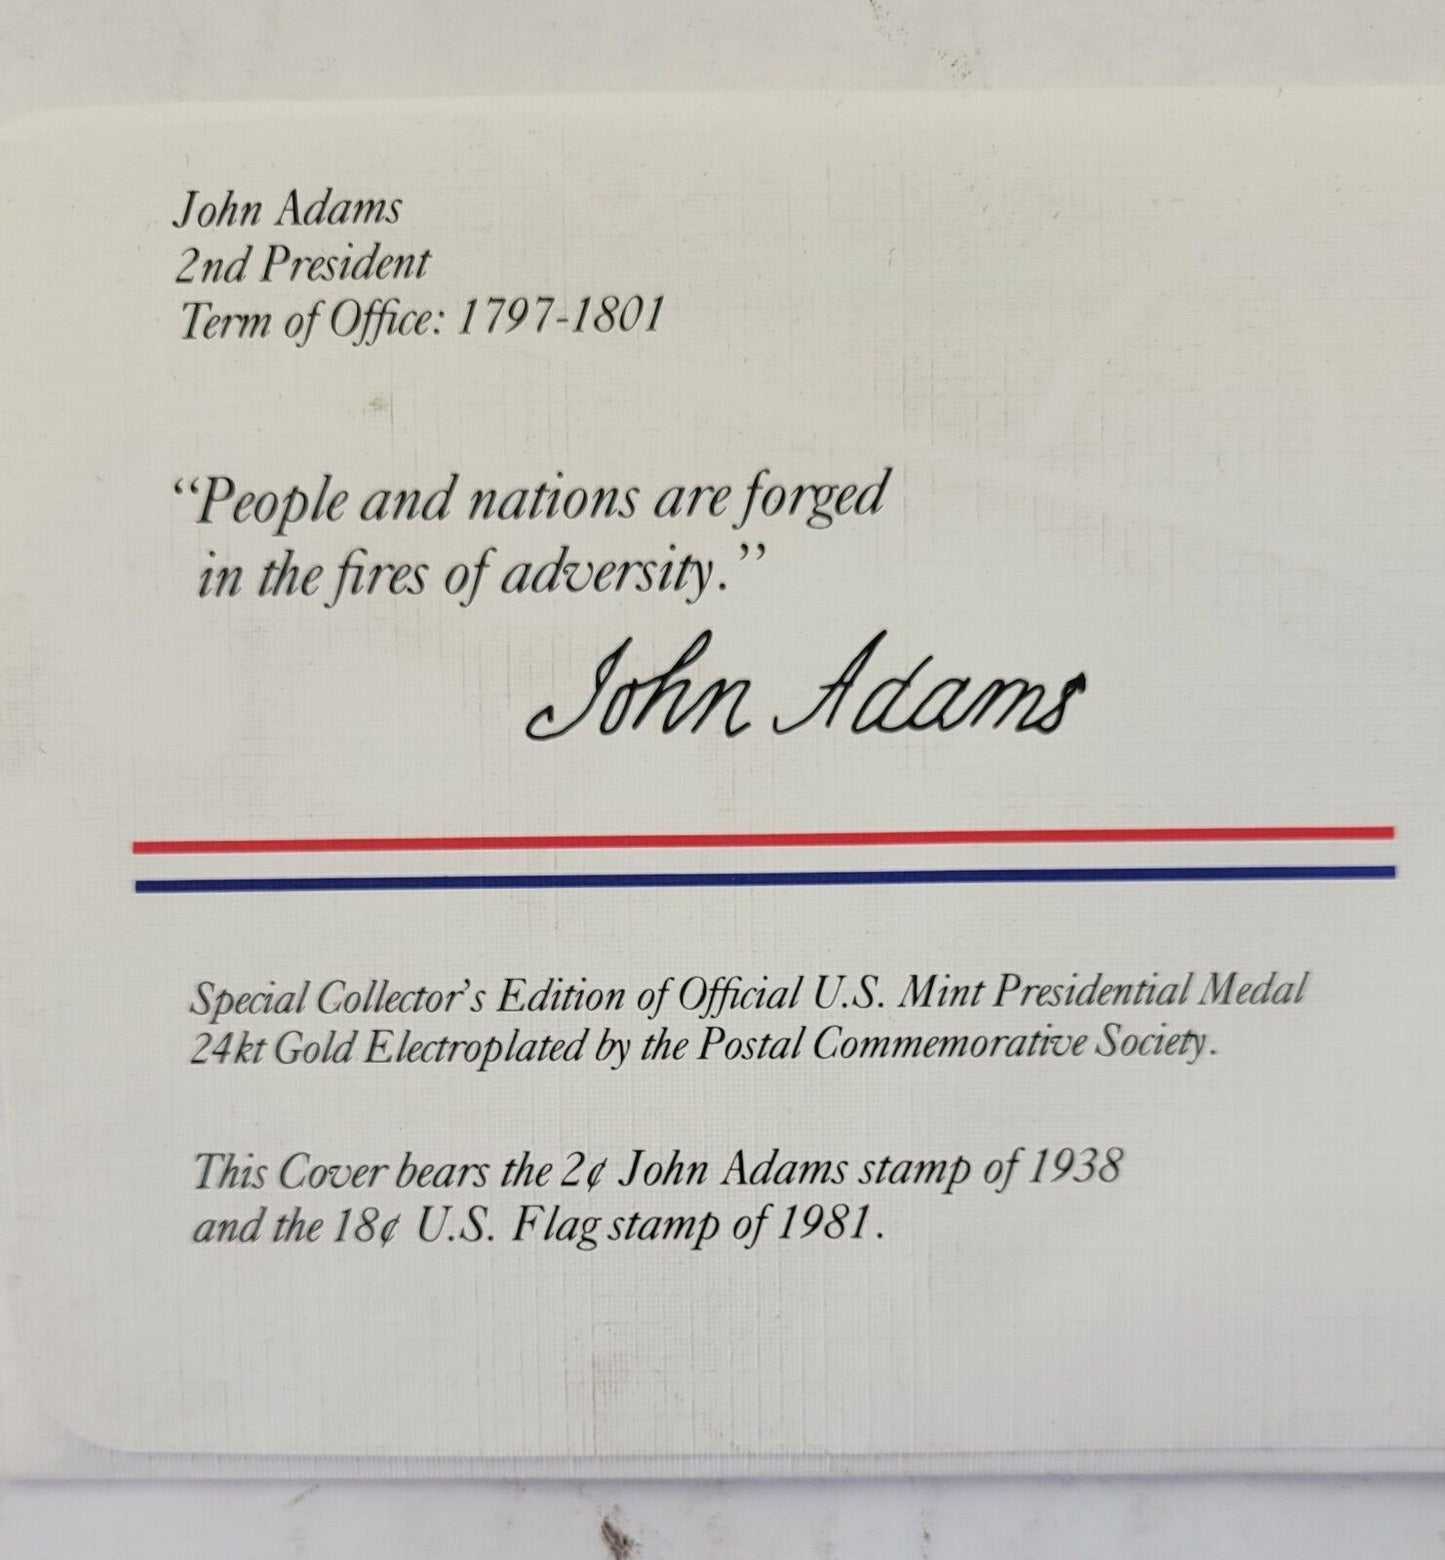 John Adams
2nd President
Term of Office: 1797-1801
“People and nations are forged
in the fires of adversity.”
John Adams
Special Collector's Edition of Official U.S. Mint Presidential Medal
24kt Gold Electroplated by the Postal Commemorative Society.
This Cover bears the 2¢ John Adams stamp of 1938
and the 18¢ U.S. Flag stamp of 1981.